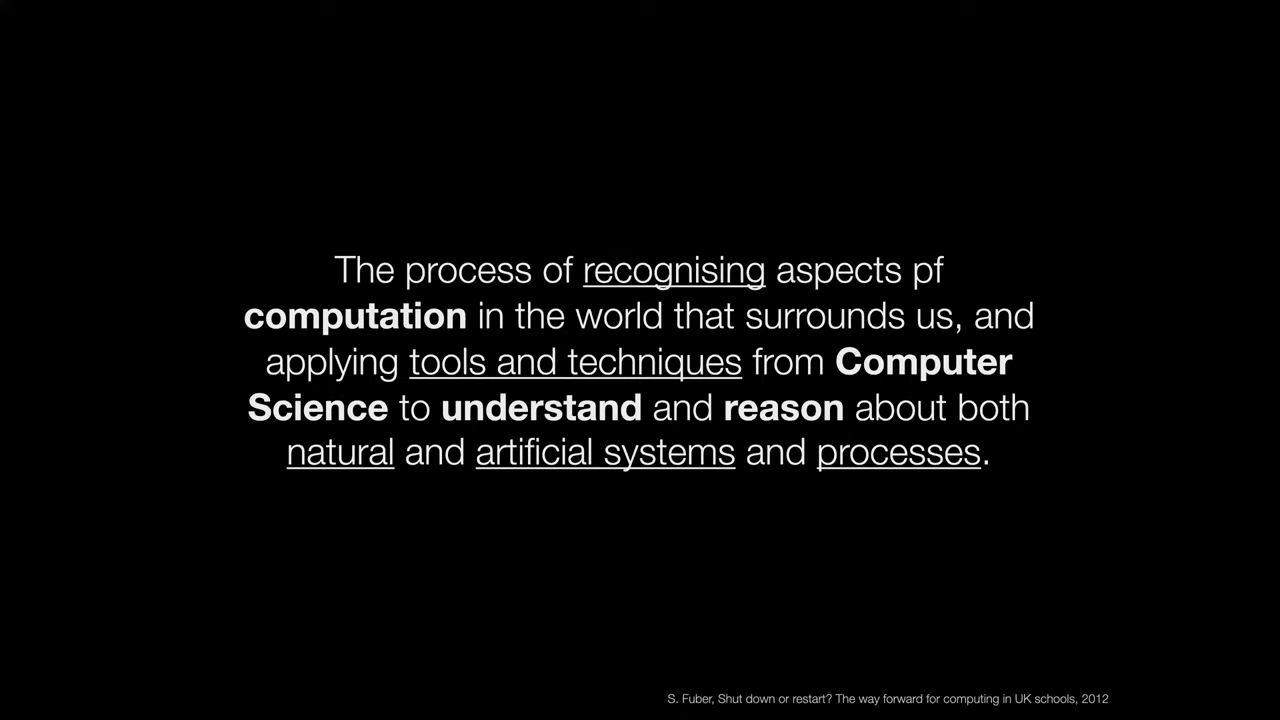 The process of recognising aspects pf
computation in the world that surrounds us, and
applying tools and techniques from Computer
Science to understand and reason about both
natural and artificial systems and processes.
S. Fuber, Shut down or restart? The way forward for computing in UK schools, 2012